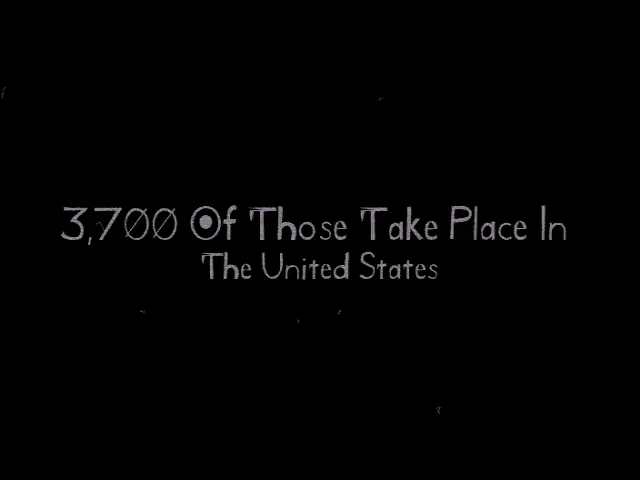 3,700 Of Those Take Place In
The United States